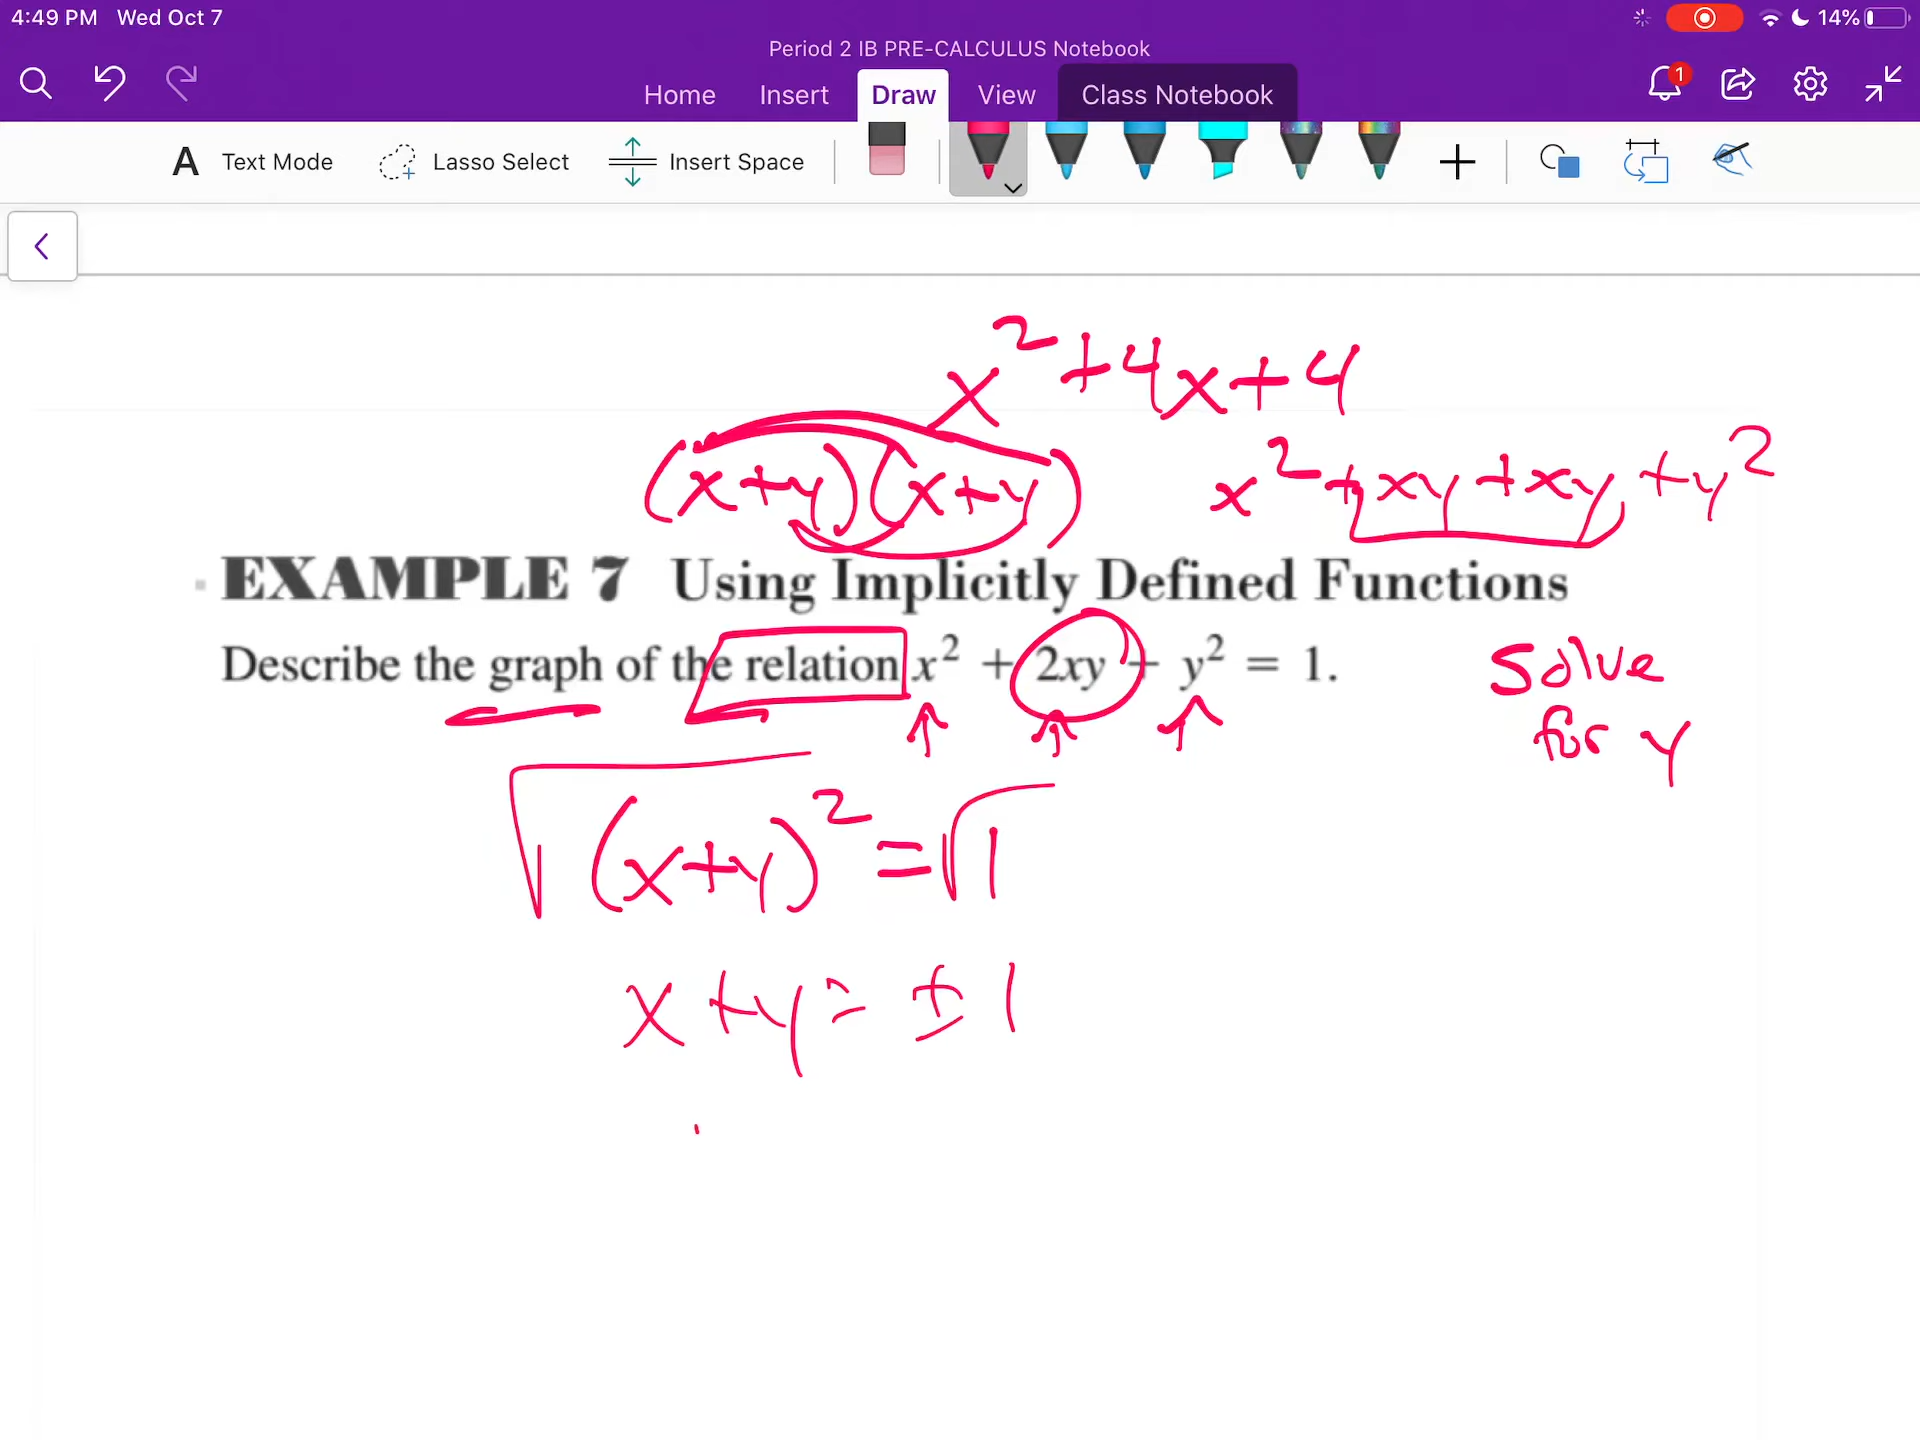 4:49 PM Wed Oct 7
14%
Period 2 IB PRE-CALCULUS Notebook
Home Insert Draw View Class Notebook
1
A Text Mode Lasso Select Insert Space
x² + 4x + 4
(x+y)(x+y) x² + xy + xy + y²
EXAMPLE 7 Using Implicitly Defined Functions
Describe the graph of the relation x² + 2xy + y² = 1.
Solve
for y
√(x+y)² = √1
x + y = ± 1